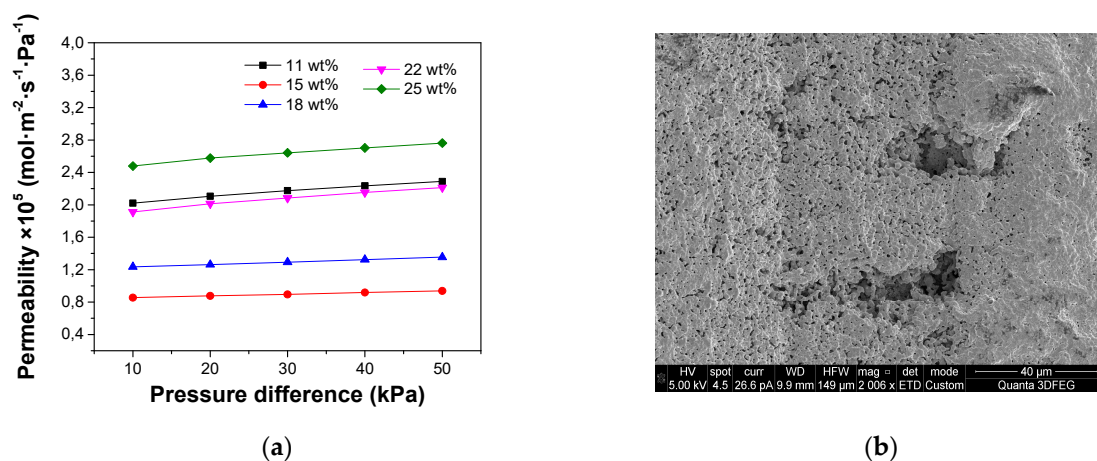 Permeability ×10⁵ (mol·m⁻²·s⁻¹·Pa⁻¹)
4,0
3,6
3,2
2,8
2,4
2,0
1,6
1,2
0,8
0,4
11 wt%
15 wt%
18 wt%
22 wt%
25 wt%
10 20 30 40 50
Pressure difference (kPa)
(a)
HV spot curr WD HFW mag □ det mode 40 µm
5.00 kV 4.5 26.6 pA 9.9 mm 149 µm 2 006 x ETD Custom Quanta 3DFEG
(b)